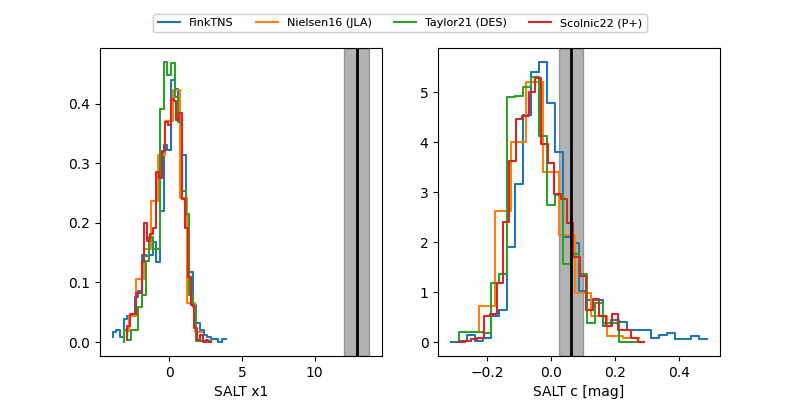 FinkTNS Nielsen16 (JLA) Taylor21 (DES) Scolnic22 (P+)
0.4
0.3
0.2
0.1
0.0
0 5 10
SALT x1
5
4
3
2
1
0
−0.2 0.0 0.2 0.4
SALT c [mag]